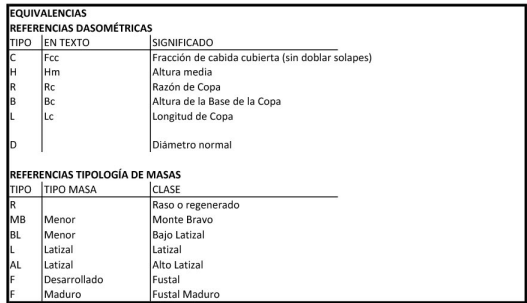 EQUIVALENCIAS
REFERENCIAS DASOMÉTRICAS
TIPO EN TEXTO SIGNIFICADO
C Fcc Fracción de cabida cubierta (sin doblar solapes)
H Hm Altura media
R Rc Razón de Copa
B Bc Altura de la Base de la Copa
L Lc Longitud de Copa
D Diámetro normal
REFERENCIAS TIPOLOGÍA DE MASAS
TIPO TIPO MASA CLASE
R Raso o regenerado
MB Menor Monte Bravo
BL Menor Bajo Latizal
L Latizal Latizal
AL Latizal Alto Latizal
F Desarrollado Fustal
F Maduro Fustal Maduro